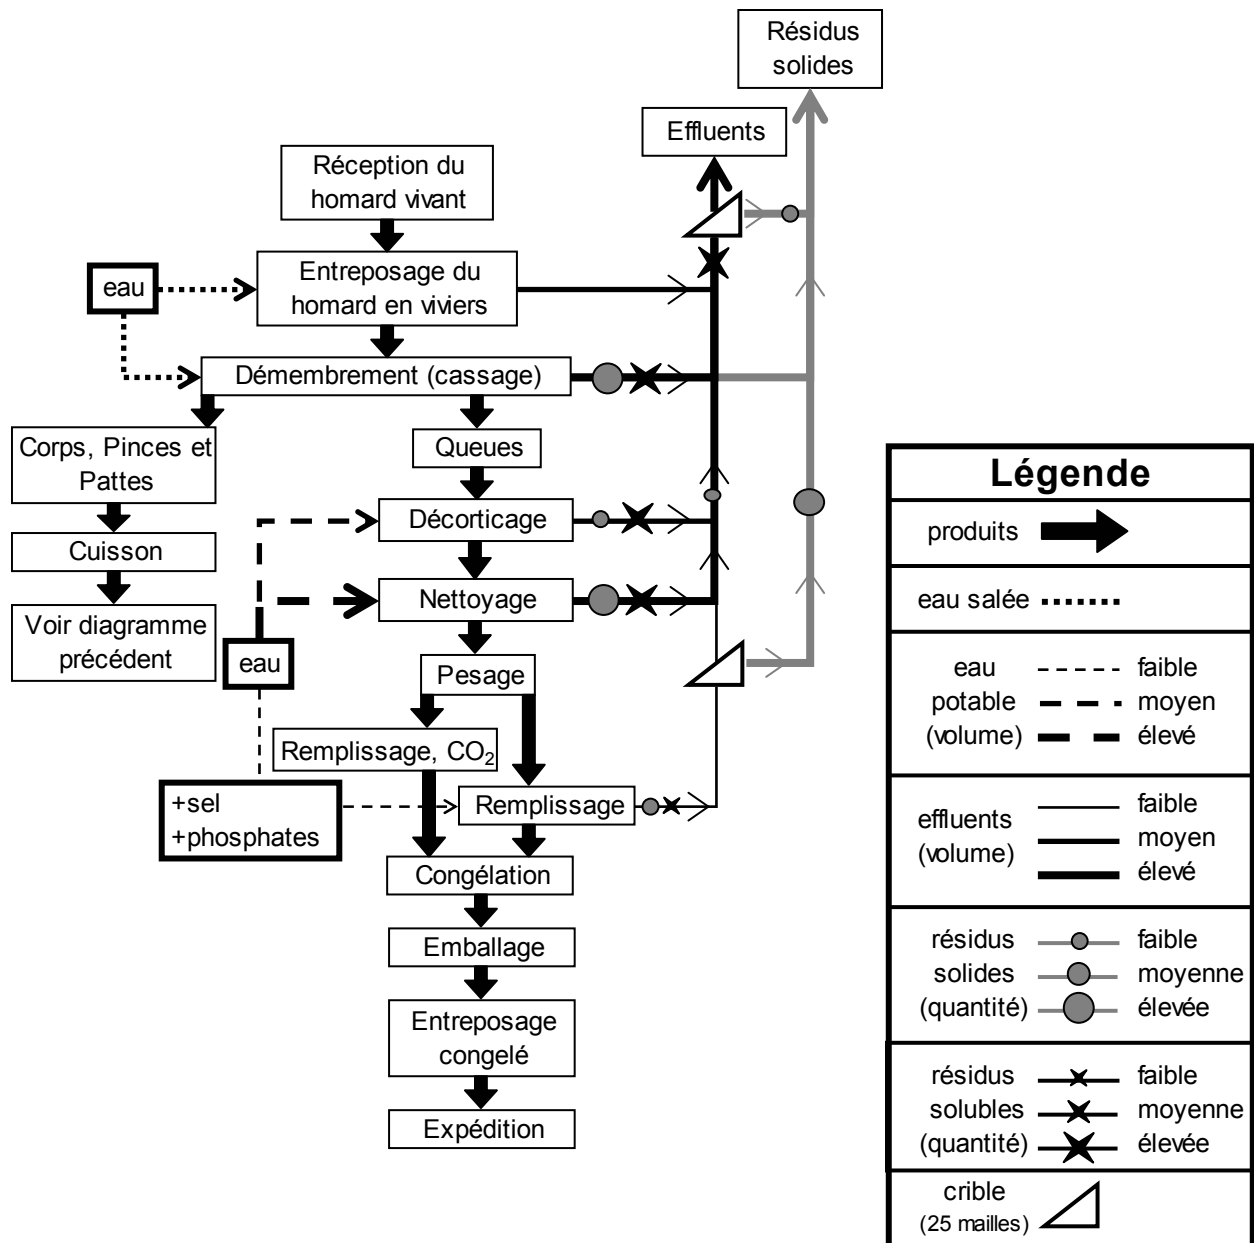 Résidus
solides
Effluents
Réception du
homard vivant
Entreposage du
homard en viviers
eau
Démembrement (cassage)
Corps, Pinces et
Pattes
Queues
Cuisson
Décorticage
Voir diagramme
précédent
Nettoyage
eau
Pesage
Remplissage, CO₂
+sel
+phosphates
Remplissage
Congélation
Emballage
Entreposage
congelé
Expédition
Légende
produits
eau salée
eau faible
potable moyen
(volume) élevé
effluents
(volume)
faible
moyen
élevé
résidus faible
solides moyenne
(quantité) élevée
résidus faible
solubles moyenne
(quantité) élevée
crible
(25 mailles)